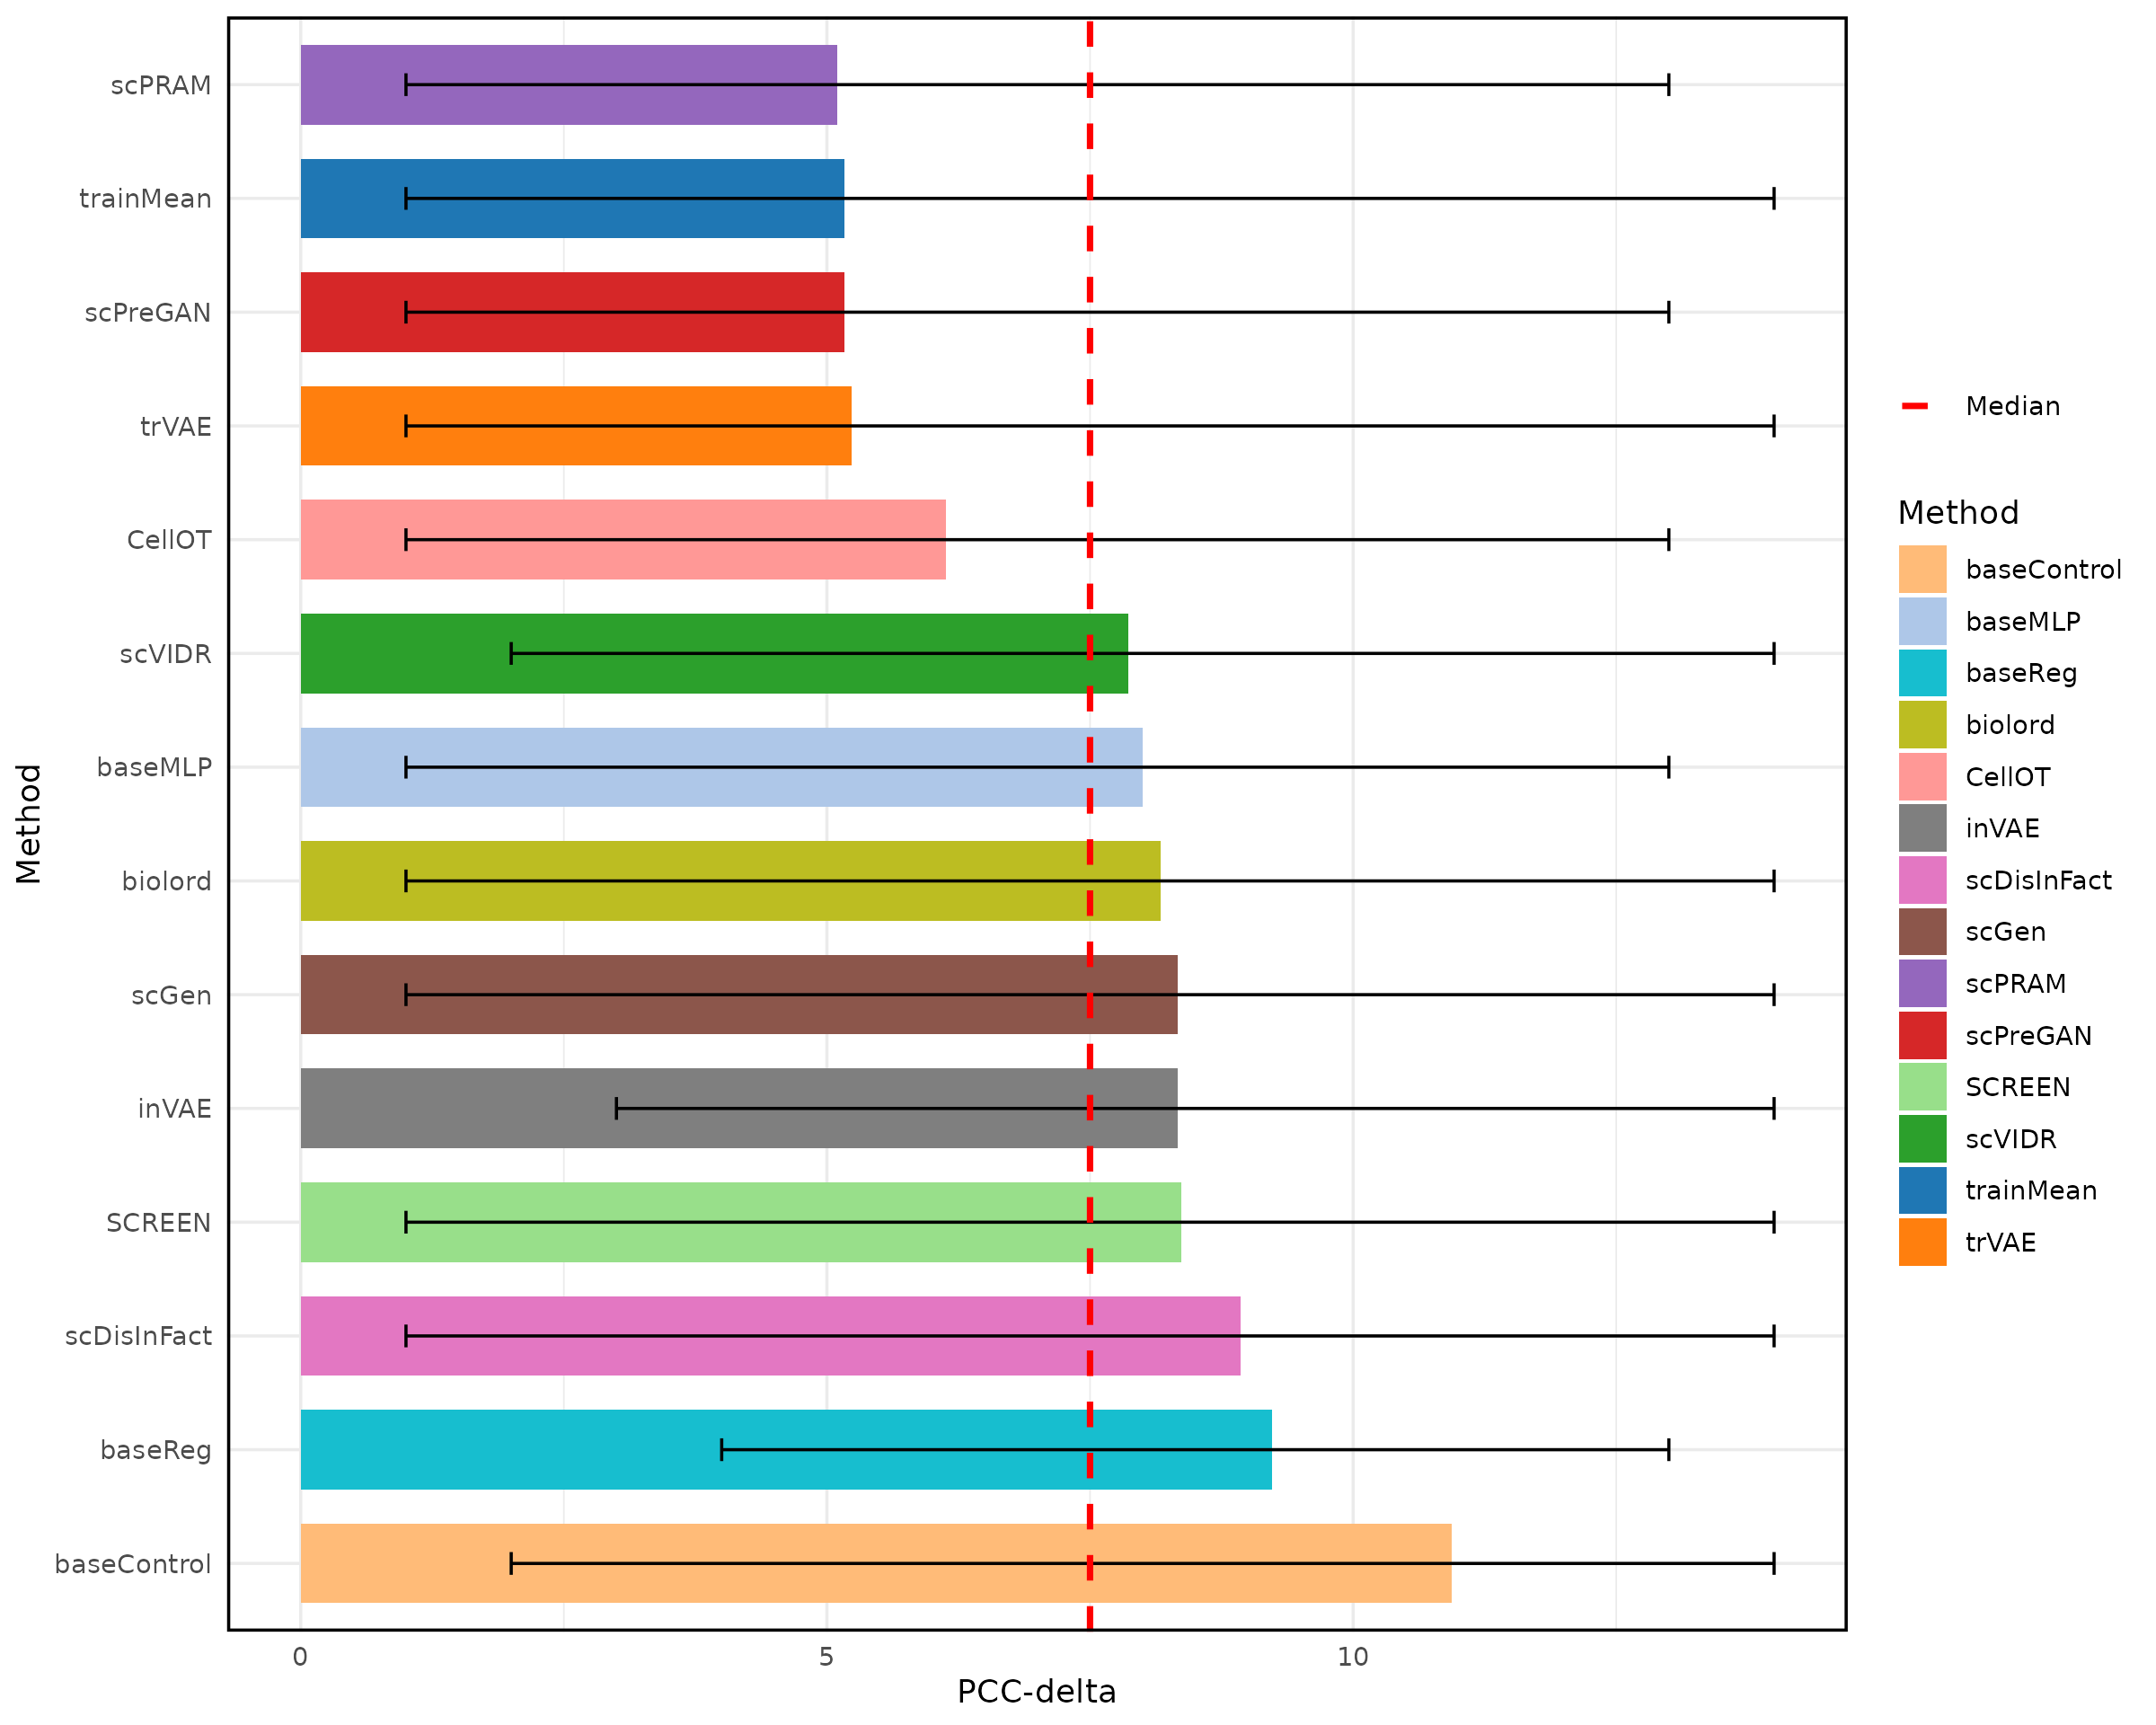 scPRAM
trainMean
scPreGAN
trVAE
CellOT
scVIDR
baseMLP
biolord
scGen
inVAE
SCREEN
scDisInFact
baseReg
baseControl
Method
0
5
10
PCC-delta
Median
Method
baseControl
baseMLP
baseReg
biolord
CellOT
inVAE
scDisInFact
scGen
scPRAM
scPreGAN
SCREEN
scVIDR
trainMean
trVAE